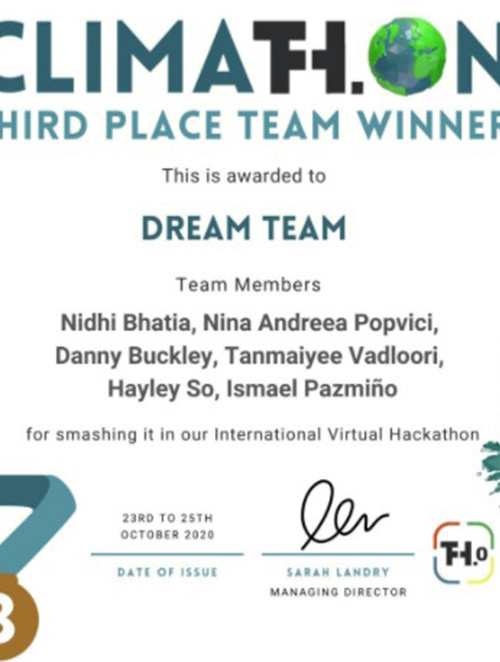 CLIMATH.ON
THIRD PLACE TEAM WINNER
This is awarded to
DREAM TEAM
Team Members
Nidhi Bhatia, Nina Andreea Popvici,
Danny Buckley, Tanmaiyee Vadloori,
Hayley So, Ismael Pazmiño
for smashing it in our International Virtual Hackathon
23RD TO 25TH
OCTOBER 2020
DATE OF ISSUE
SARAH LANDRY
MANAGING DIRECTOR
TH.O
3